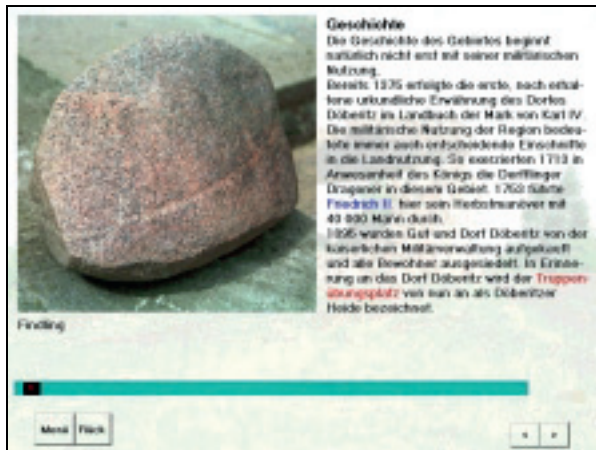 Geschichte
Die Geschichte des Gebietes beginnt
natürlich nicht erst mit seiner militärischen
Nutzung.
Bereits 1375 erfolgte die erste, noch erhal-
tene urkundliche Erwähnung des Dorfes
Döberitz im Landbuch der Mark von Karl IV.
Die militärische Nutzung der Region bedeu-
tete immer auch entscheidende Einschnitte
in die Landnutzung. So exerzierten 1713 in
Anwesenheit des Königs die Derfflinger
Dragoner in diesem Gebiet. 1753 führte
Friedrich II. hier sein Herbstmanöver mit
40 000 Mann durch.
1895 wurden Gut und Dorf Döberitz von der
kaiserlichen Militärverwaltung aufgekauft
und alle Bewohner ausgesiedelt. In Erinne-
rung an das Dorf Döberitz wird der Truppen-
übungsplatz von nun an als Döberitzer
Heide bezeichnet.
Findling
Menü Rück